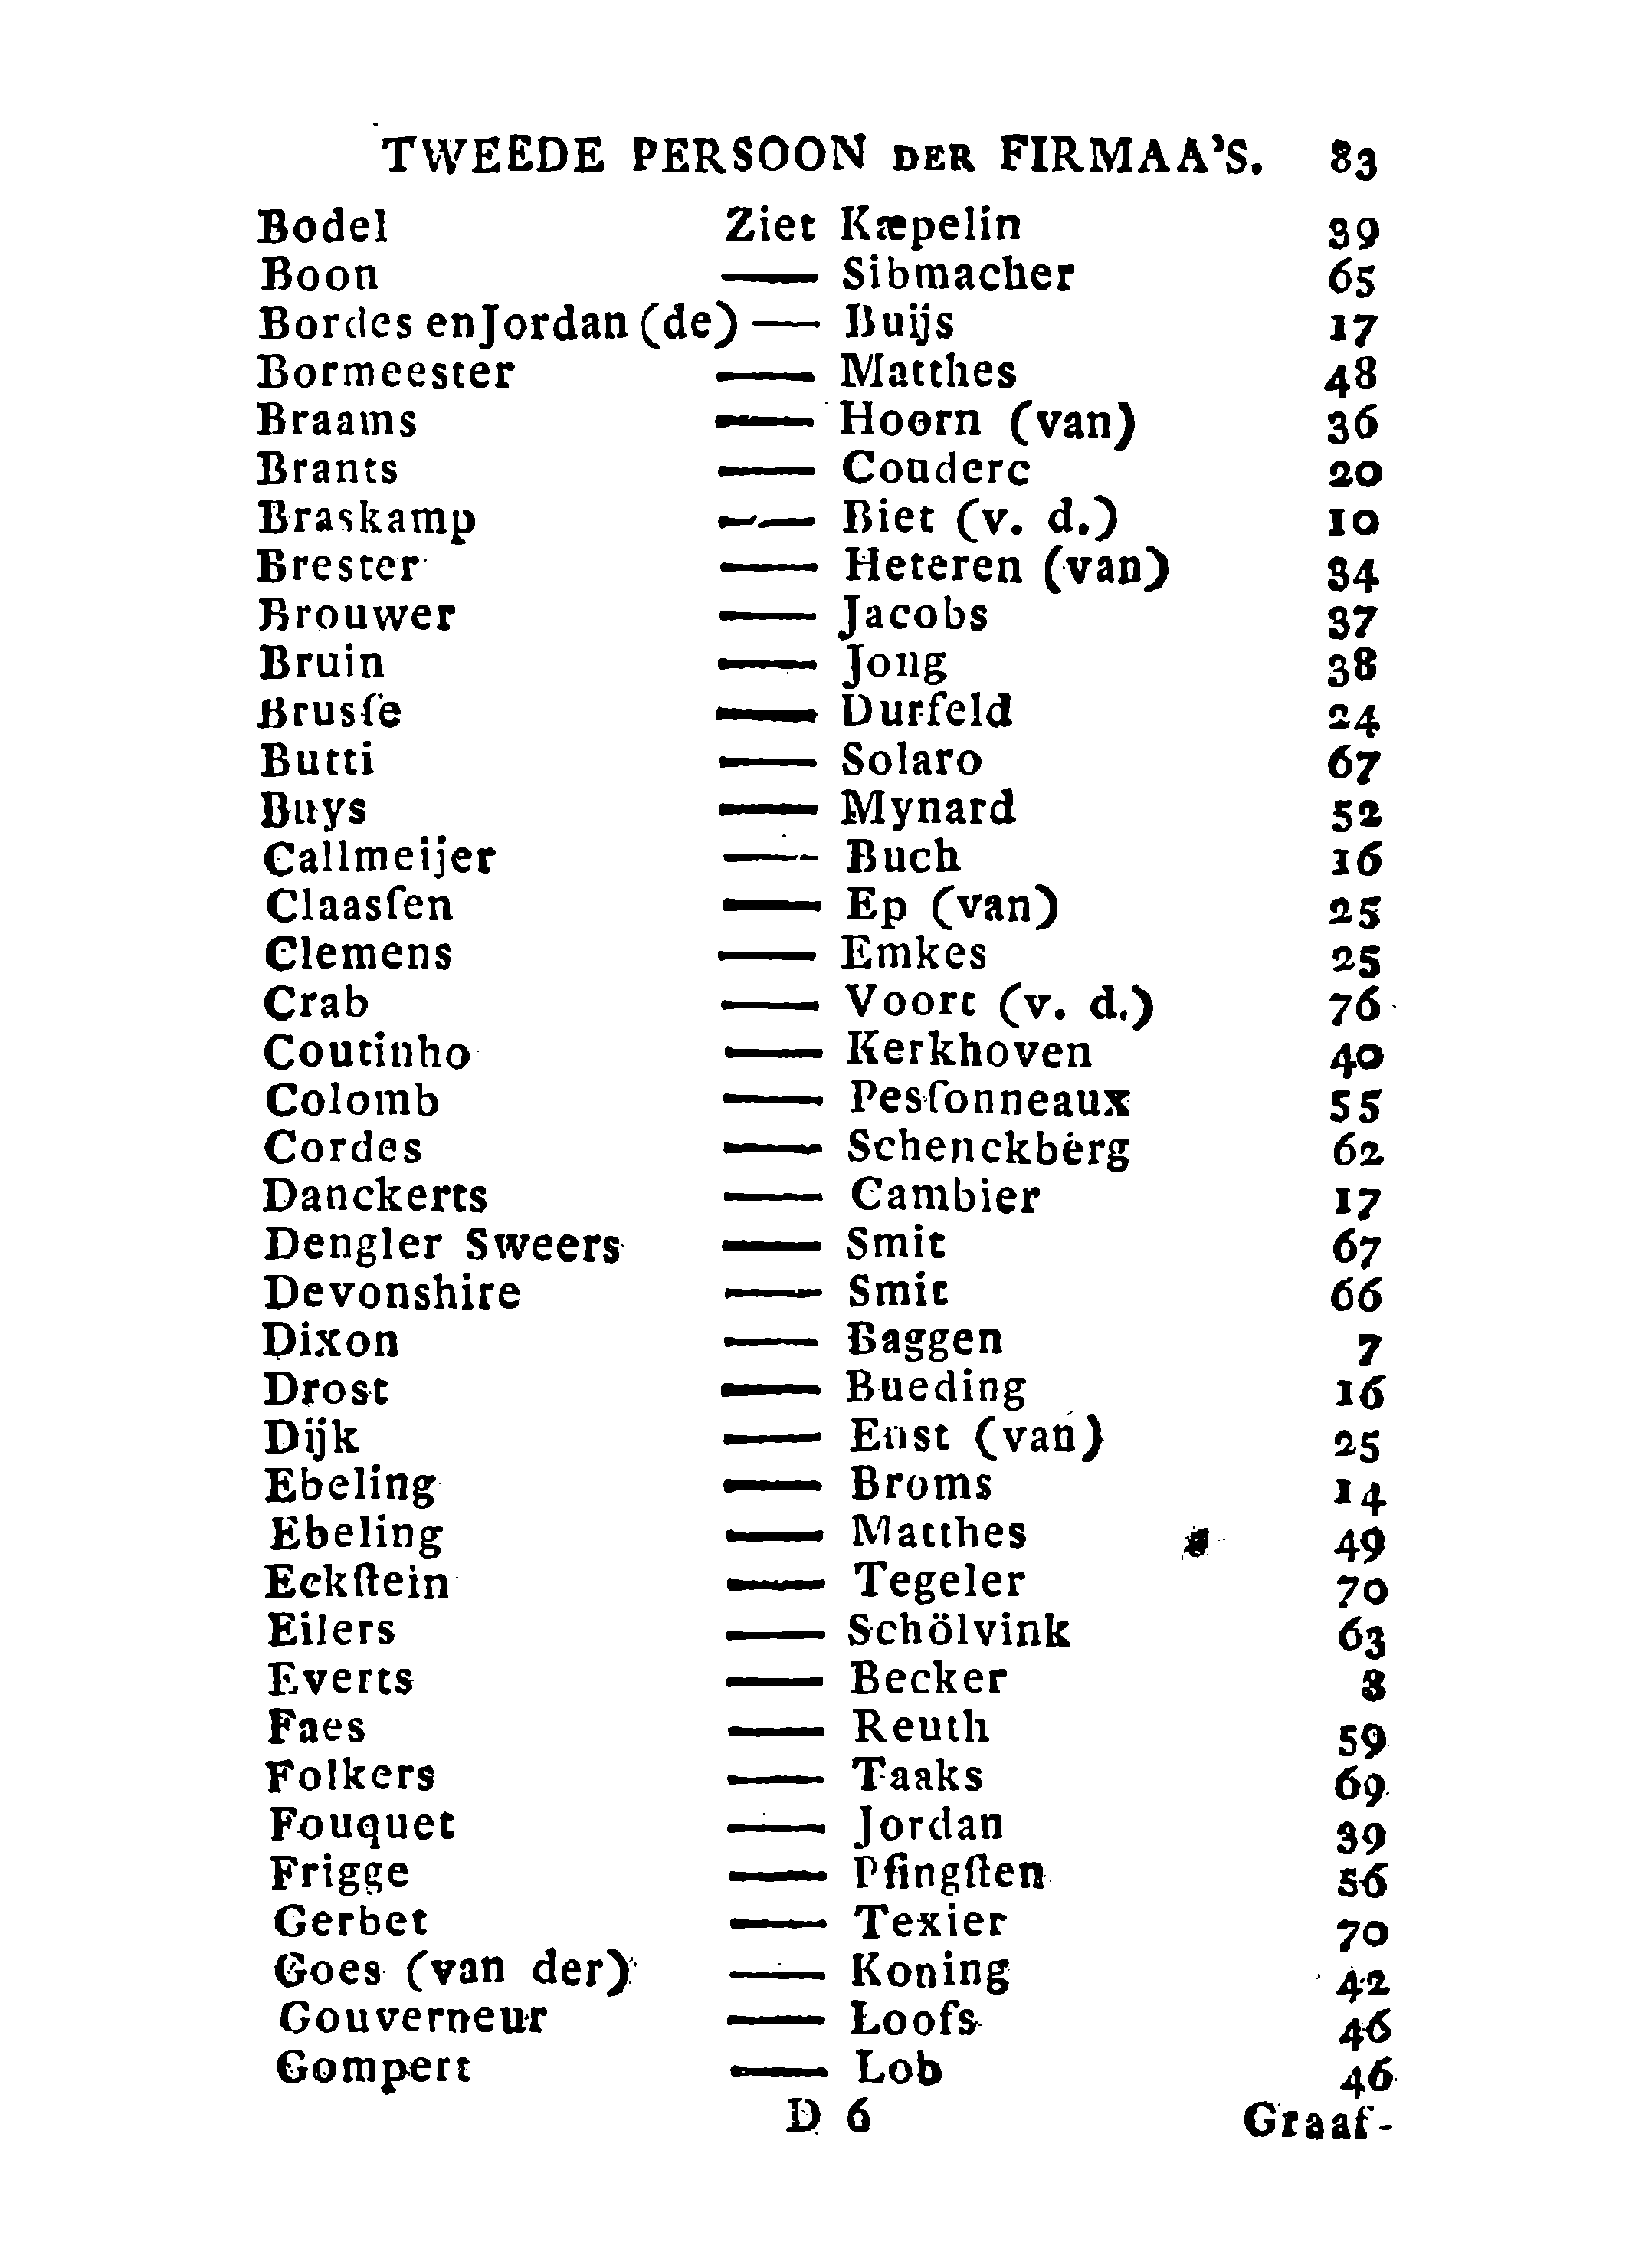 TWEEDE PERSOON DER FIRMAA'S. 83
Bodel Ziet Kæpelin 39
Boon — Sibmacher 65
Bordes en Jordan (de) — Buijs 17
Bormeester — Matthes 48
Braams — Hoorn (van) 36
Brants — Couderc 20
Braskamp — Biet (v. d.) 10
Brester — Heteren (van) 34
Brouwer — Jacobs 37
Bruin — Jong 38
Brusſe — Durfeld 24
Butti — Solaro 67
Buys — Mynard 52
Callmeijer — Buch 16
Claasſen — Ep (van) 25
Clemens — Emkes 25
Crab — Voort (v. d.) 76
Coutinho — Kerkhoven 40
Colomb — Pesſonneaux 55
Cordes — Schenckberg 62
Danckerts — Cambier 17
Dengler Sweers — Smit 67
Devonshire — Smit 66
Dixon — Baggen 7
Drost — Bueding 16
Dijk — Enst (van) 25
Ebeling — Broms 14
Ebeling — Matthes 49
Eckſtein — Tegeler 70
Eilers — Schölvink 63
Everts — Becker 8
Faes — Reuth 59
Folkers — Taaks 69
Fouquet — Jordan 39
Frigge — Pfingſten 56
Gerbet — Texier 70
Goes (van der) — Koning 42
Gouverneur — Loofs 46
Gompert — Lob 46
D 6 Graaf-